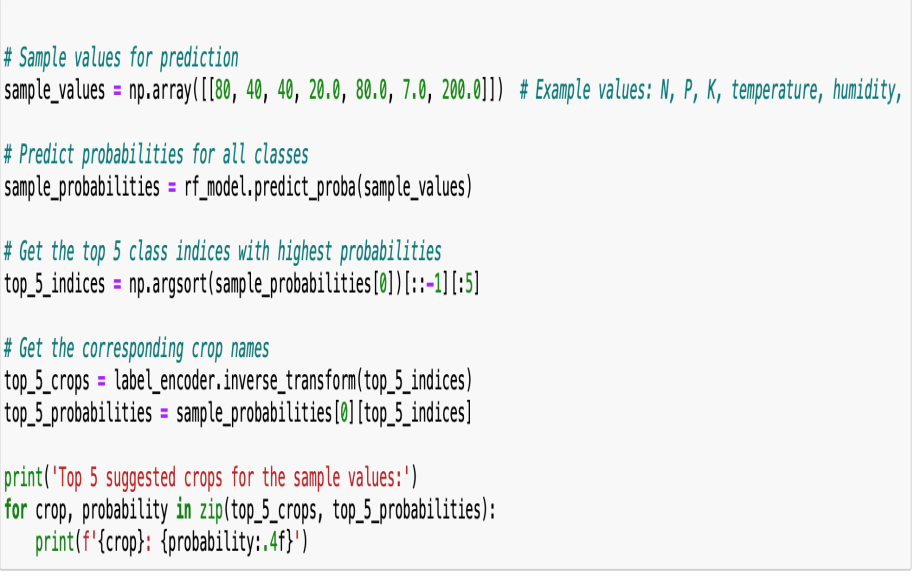 # Sample values for prediction
sample_values = np.array([[80, 40, 40, 20.0, 80.0, 7.0, 200.0]])  # Example values: N, P, K, temperature, humidity,
# Predict probabilities for all classes
sample_probabilities = rf_model.predict_proba(sample_values)
# Get the top 5 class indices with highest probabilities
top_5_indices = np.argsort(sample_probabilities[0])[::-1][:5]
# Get the corresponding crop names
top_5_crops = label_encoder.inverse_transform(top_5_indices)
top_5_probabilities = sample_probabilities[0][top_5_indices]
print('Top 5 suggested crops for the sample values:')
for crop, probability in zip(top_5_crops, top_5_probabilities):
    print(f'{crop}: {probability:.4f}')